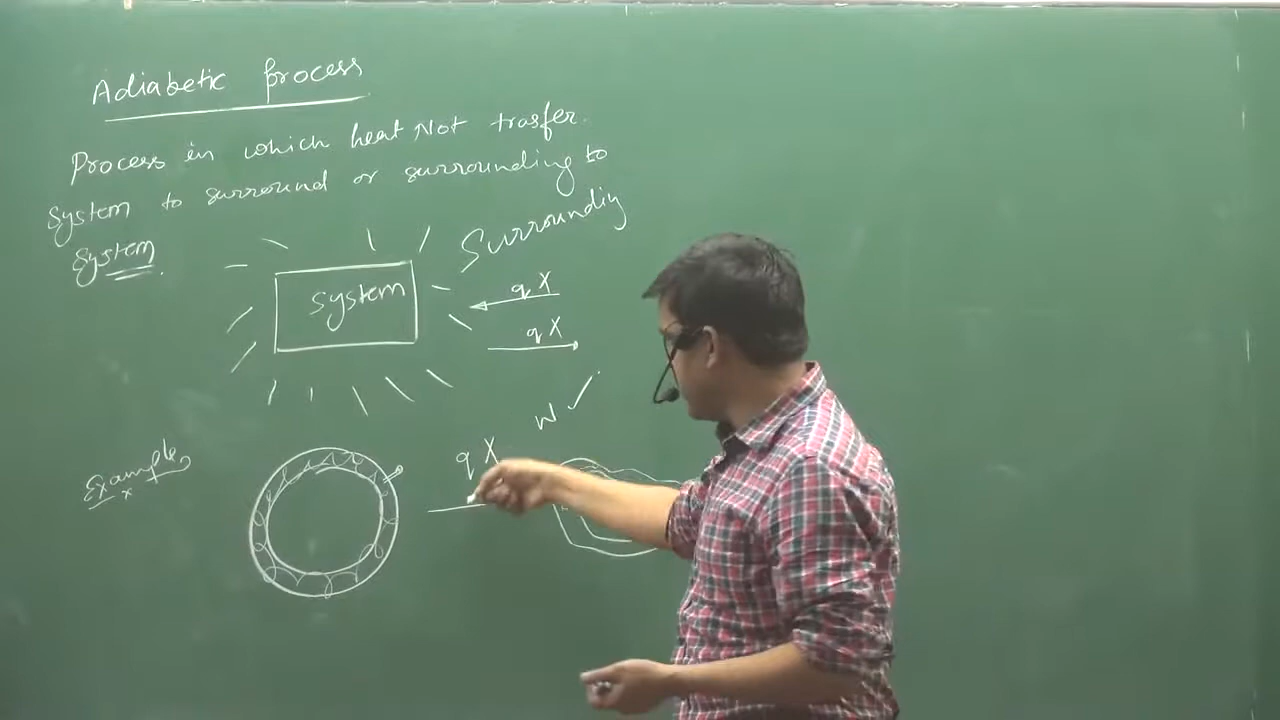 Adiabetic process
Process in which heat Not trasfer.
System to surround or surrounding to
System.
Surroundig
System
q X
q X
w ✓
q X
Example